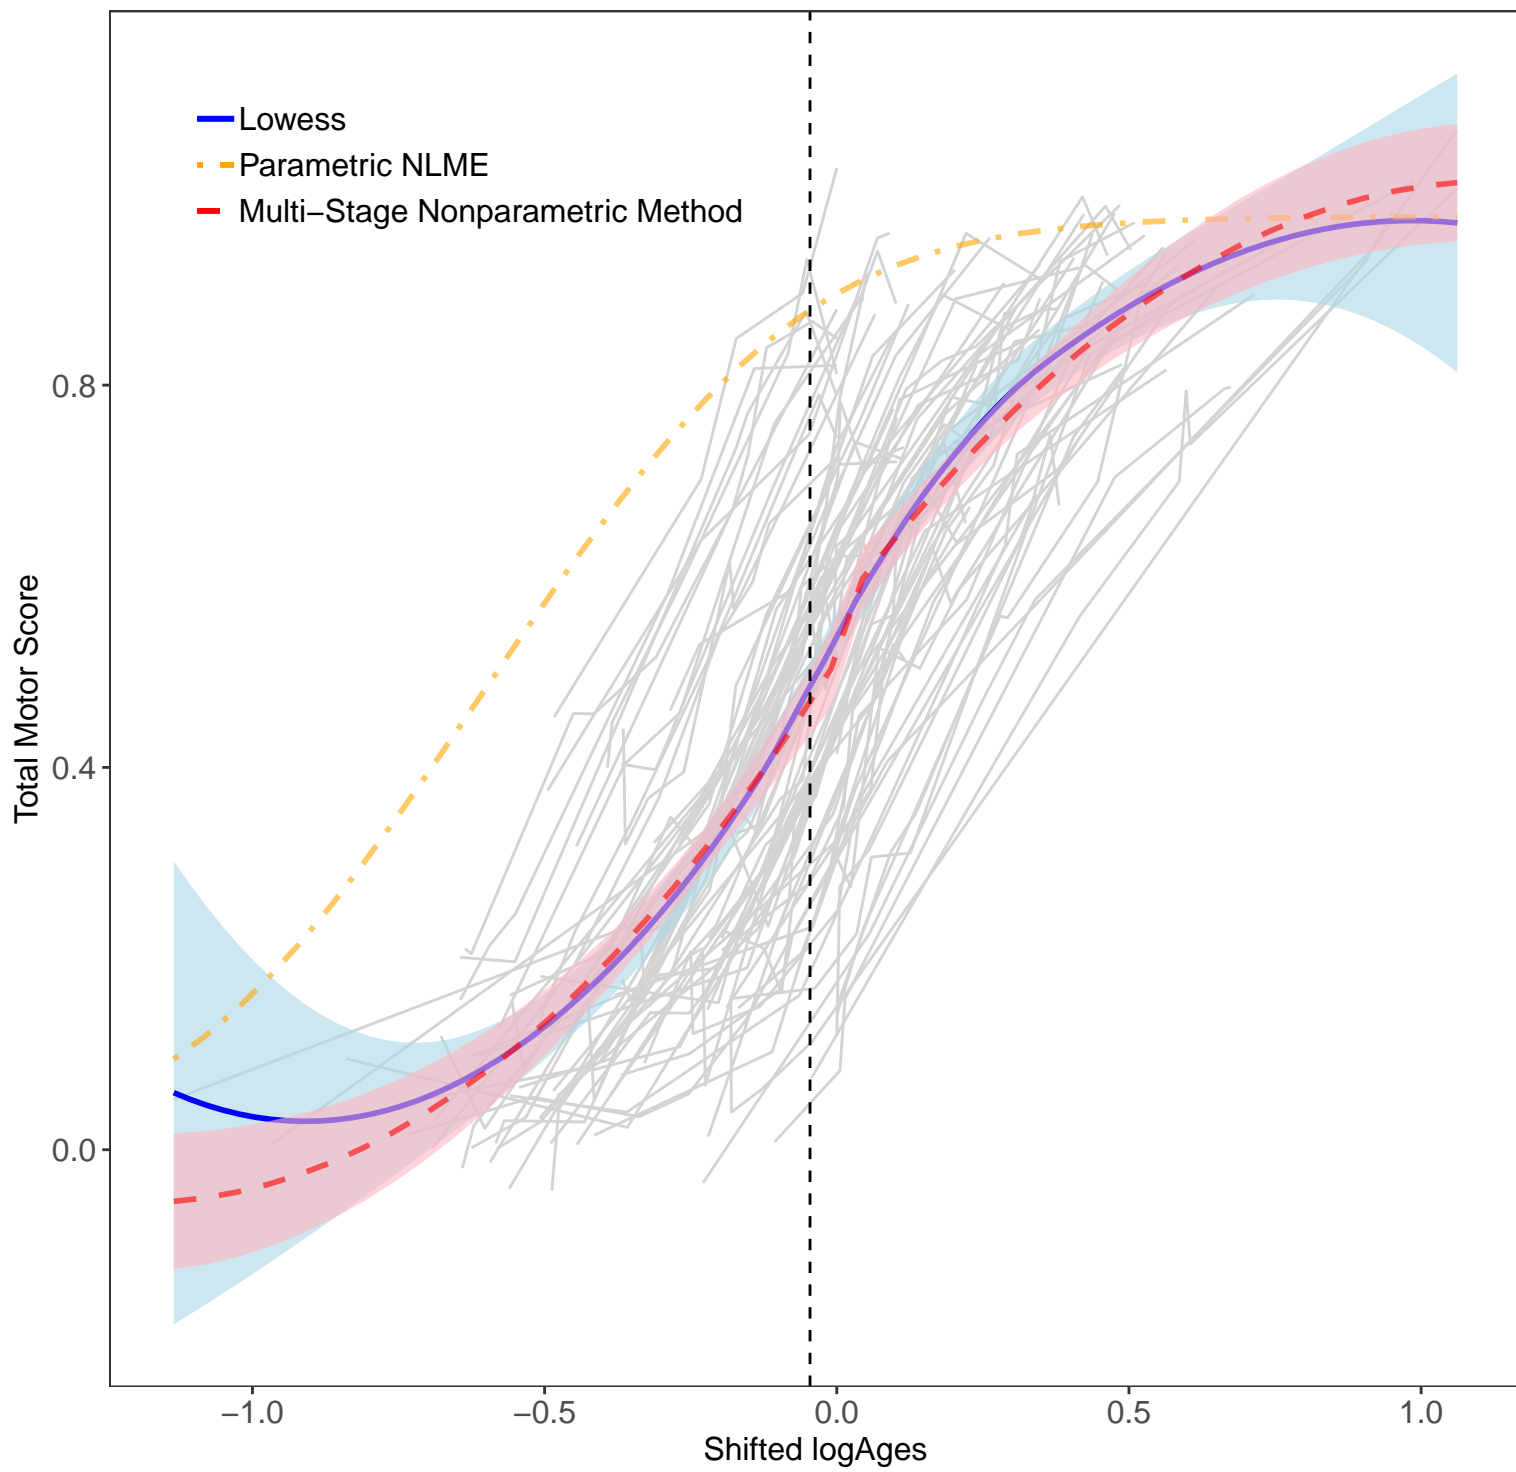 Lowess
Parametric NLME
Multi−Stage Nonparametric Method
0.8
0.4
0.0
Total Motor Score
−1.0
−0.5
0.0
0.5
1.0
Shifted logAges